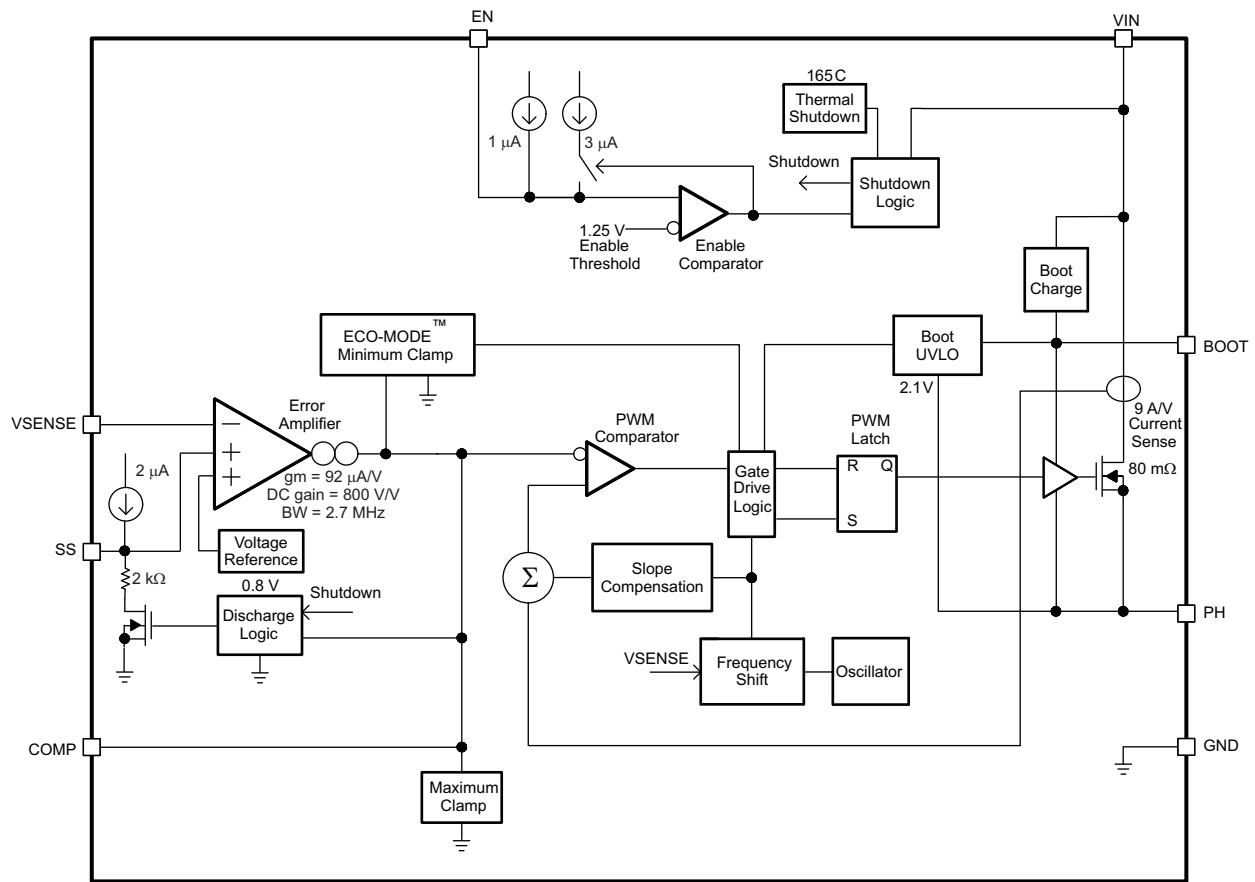 EN
VIN
165C
Thermal
Shutdown
1 μA
3 μA
Shutdown
Shutdown
Logic
1.25 V
Enable
Threshold
Enable
Comparator
Boot
Charge
ECO-MODE™
Minimum Clamp
Boot
UVLO
2.1V
BOOT
VSENSE
Error
Amplifier
−
+
+
gm = 92 μA/V
DC gain = 800 V/V
BW = 2.7 MHz
PWM
Comparator
Gate
Drive
Logic
PWM
Latch
R Q
S
9 A/V
Current
Sense
80 mΩ
2 μA
SS
2 kΩ
Voltage
Reference
0.8 V
Discharge
Logic
Shutdown
Σ
Slope
Compensation
PH
VSENSE
Frequency
Shift
Oscillator
COMP
Maximum
Clamp
GND